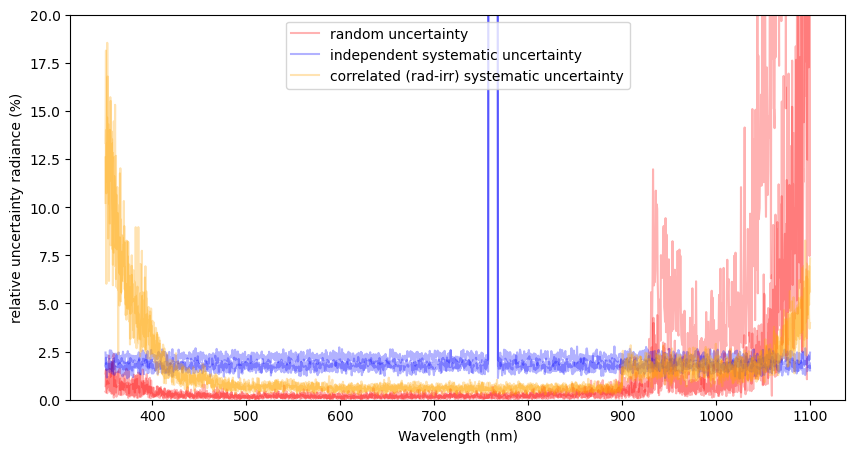 random uncertainty
independent systematic uncertainty
correlated (rad-irr) systematic uncertainty
relative uncertainty radiance (%)
20.0
17.5
15.0
12.5
10.0
7.5
5.0
2.5
0.0
400 500 600 700 800 900 1000 1100
Wavelength (nm)